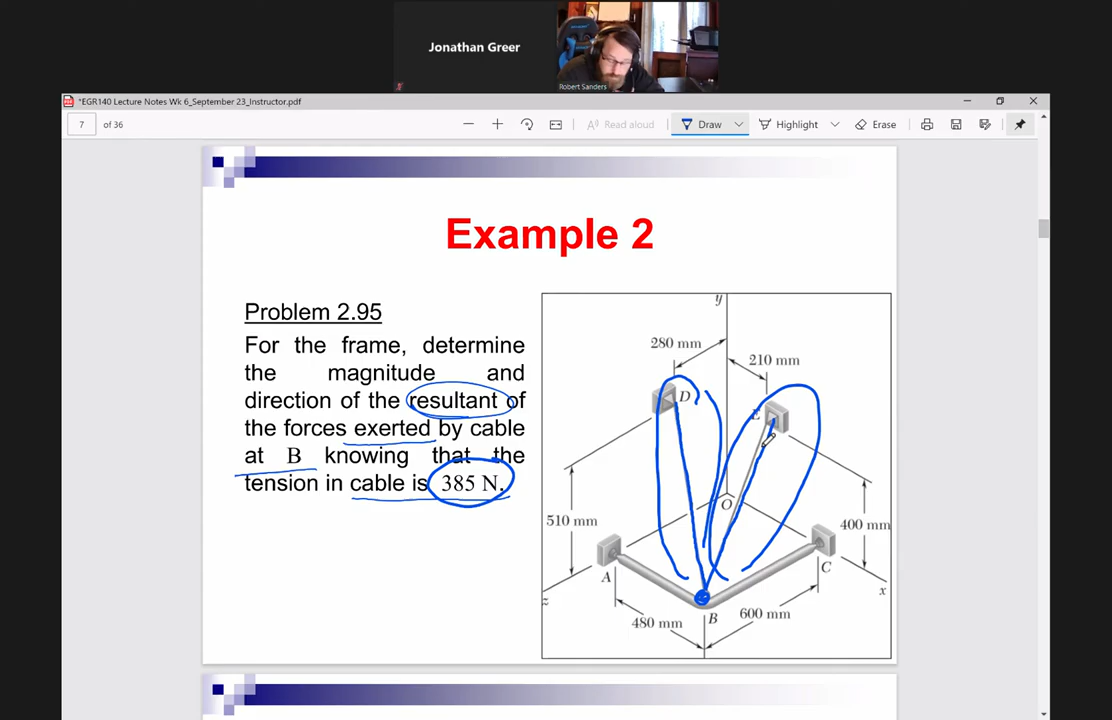 Jonathan Greer
Robert Sanders
*EGR140 Lecture Notes Wk 6_September 23_Instructor.pdf
7 of 36
Read aloud
Draw
Highlight
Erase
Example 2
Problem 2.95
For the frame, determine
the magnitude and
direction of the resultant of
the forces exerted by cable
at B knowing that the
tension in cable is 385 N.
y
280 mm
210 mm
D
E
O
510 mm
400 mm
A
C
x
z
B
480 mm
600 mm